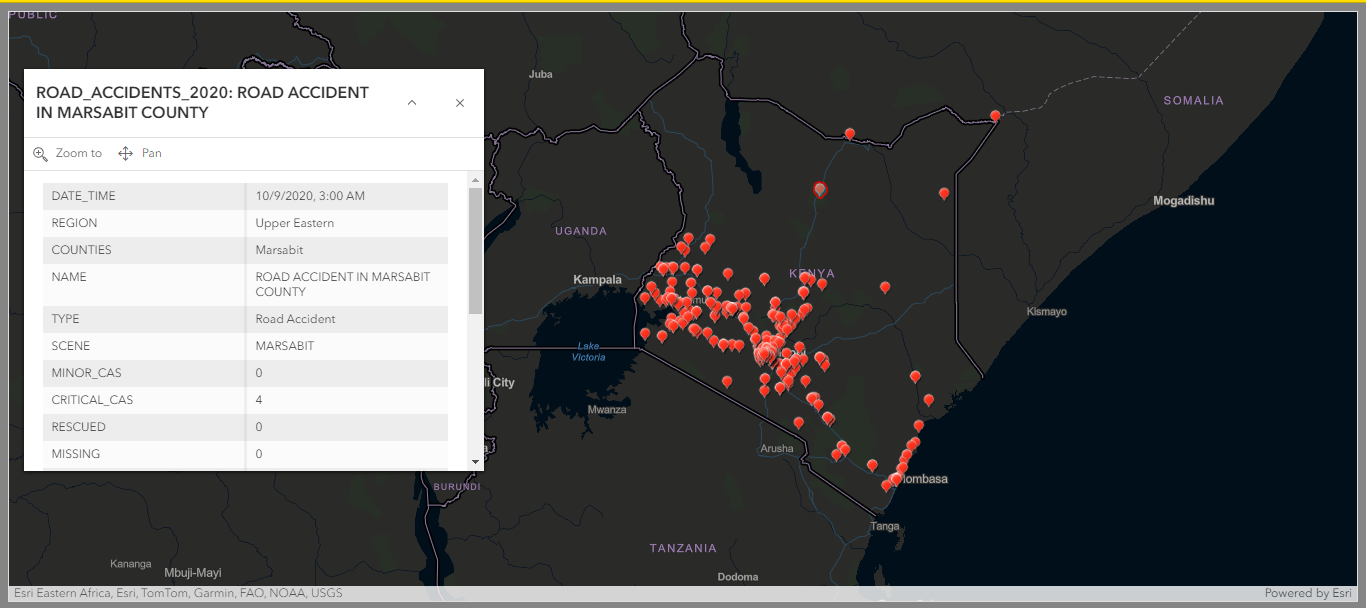 PUBLIC
Juba
SOMALIA
ROAD_ACCIDENTS_2020: ROAD ACCIDENT
IN MARSABIT COUNTY
Zoom to
Pan
DATE_TIME 10/9/2020, 3:00 AM
REGION Upper Eastern
COUNTIES Marsabit
NAME ROAD ACCIDENT IN MARSABIT
COUNTY
TYPE Road Accident
SCENE MARSABIT
MINOR_CAS 0
CRITICAL_CAS 4
RESCUED 0
MISSING 0
Mogadishu
UGANDA
KENYA
Kampala
Kismayo
Lake
Victoria
li City
Mwanza
Arusha
BURUNDI
ombasa
Tanga
TANZANIA
Kananga
Mbuji-Mayi
Dodoma
Esri Eastern Africa, Esri, TomTom, Garmin, FAO, NOAA, USGS
Powered by Esri